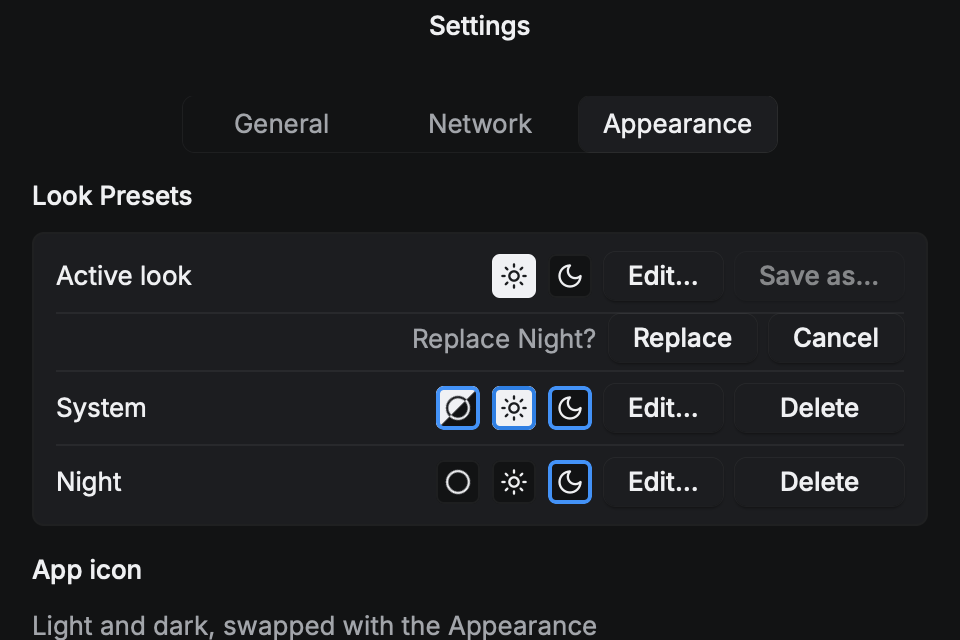 Settings
General Network Appearance
Look Presets
Active look Edit... Save as...
Replace Night? Replace Cancel
System Edit... Delete
Night Edit... Delete
App icon
Light and dark, swapped with the Appearance